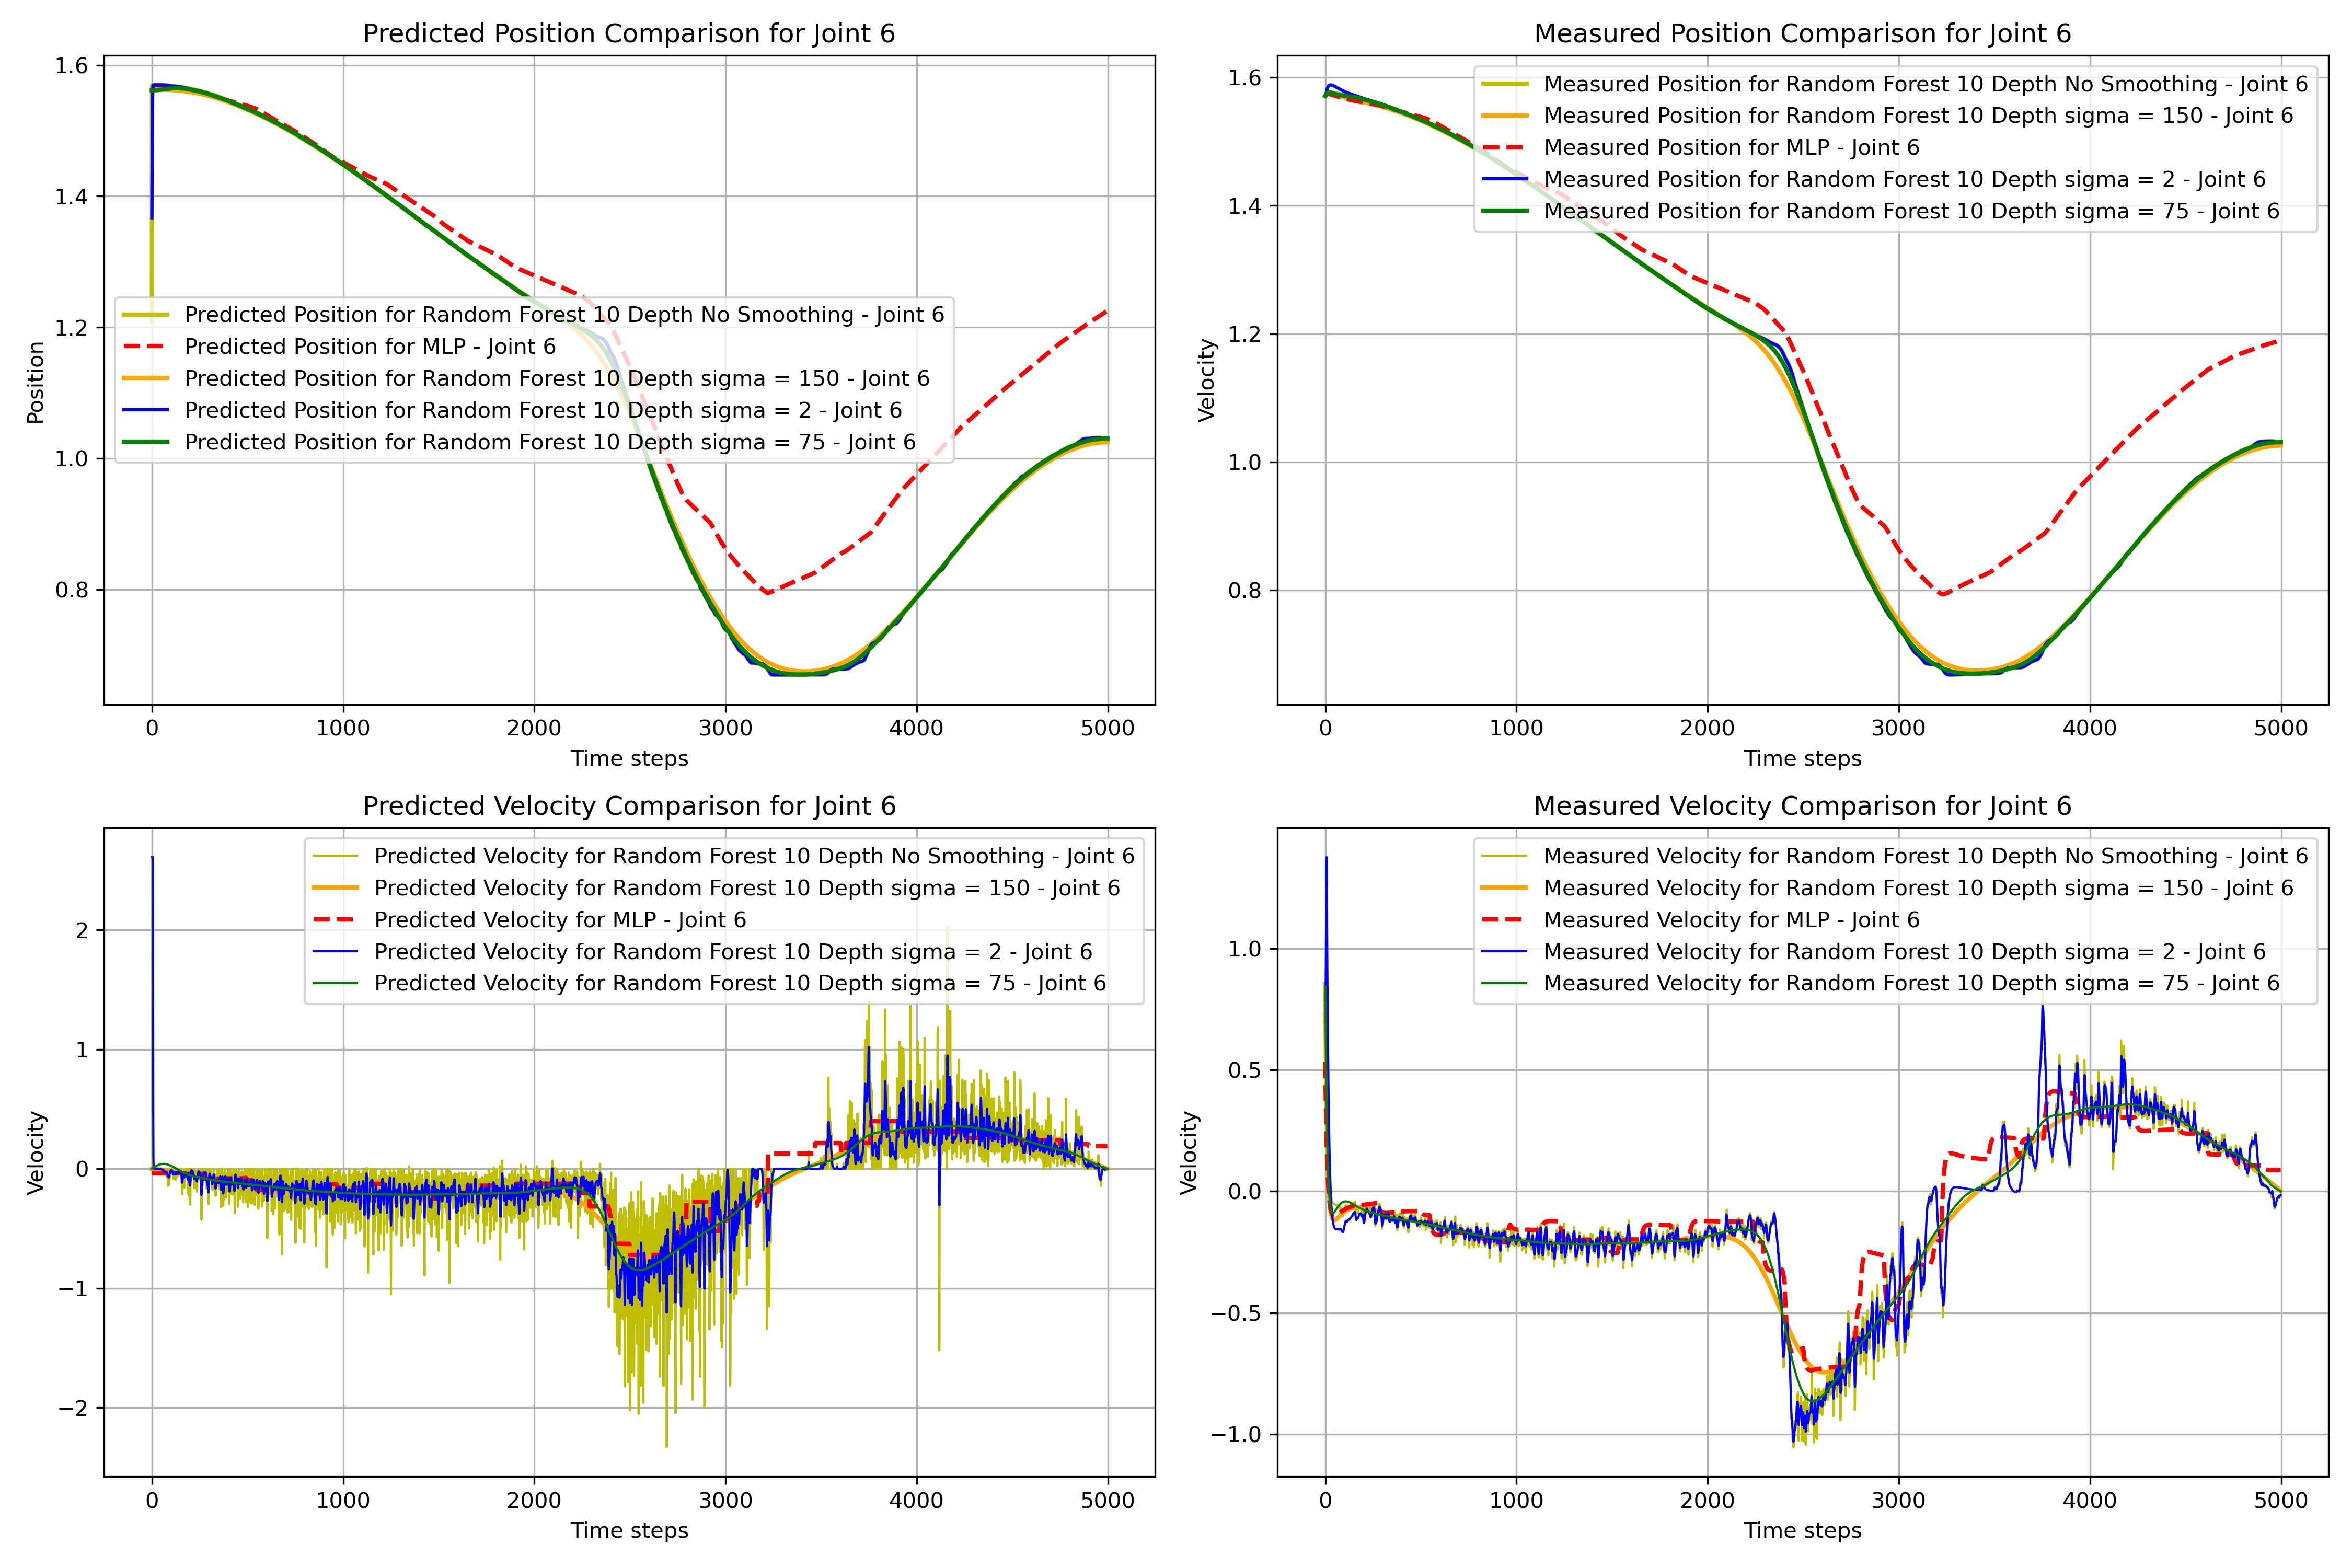 Predicted Position Comparison for Joint 6
Position
1.6
1.4
1.2
1.0
0.8
Predicted Position for Random Forest 10 Depth No Smoothing - Joint 6
Predicted Position for MLP - Joint 6
Predicted Position for Random Forest 10 Depth sigma = 150 - Joint 6
Predicted Position for Random Forest 10 Depth sigma = 2 - Joint 6
Predicted Position for Random Forest 10 Depth sigma = 75 - Joint 6
0 1000 2000 3000 4000 5000
Time steps
Measured Position Comparison for Joint 6
Velocity
1.6
1.4
1.2
1.0
0.8
Measured Position for Random Forest 10 Depth No Smoothing - Joint 6
Measured Position for Random Forest 10 Depth sigma = 150 - Joint 6
Measured Position for MLP - Joint 6
Measured Position for Random Forest 10 Depth sigma = 2 - Joint 6
Measured Position for Random Forest 10 Depth sigma = 75 - Joint 6
0 1000 2000 3000 4000 5000
Time steps
Predicted Velocity Comparison for Joint 6
Velocity
2
1
0
−1
−2
Predicted Velocity for Random Forest 10 Depth No Smoothing - Joint 6
Predicted Velocity for Random Forest 10 Depth sigma = 150 - Joint 6
Predicted Velocity for MLP - Joint 6
Predicted Velocity for Random Forest 10 Depth sigma = 2 - Joint 6
Predicted Velocity for Random Forest 10 Depth sigma = 75 - Joint 6
0 1000 2000 3000 4000 5000
Time steps
Measured Velocity Comparison for Joint 6
Velocity
1.0
0.5
0.0
−0.5
−1.0
Measured Velocity for Random Forest 10 Depth No Smoothing - Joint 6
Measured Velocity for Random Forest 10 Depth sigma = 150 - Joint 6
Measured Velocity for MLP - Joint 6
Measured Velocity for Random Forest 10 Depth sigma = 2 - Joint 6
Measured Velocity for Random Forest 10 Depth sigma = 75 - Joint 6
0 1000 2000 3000 4000 5000
Time steps